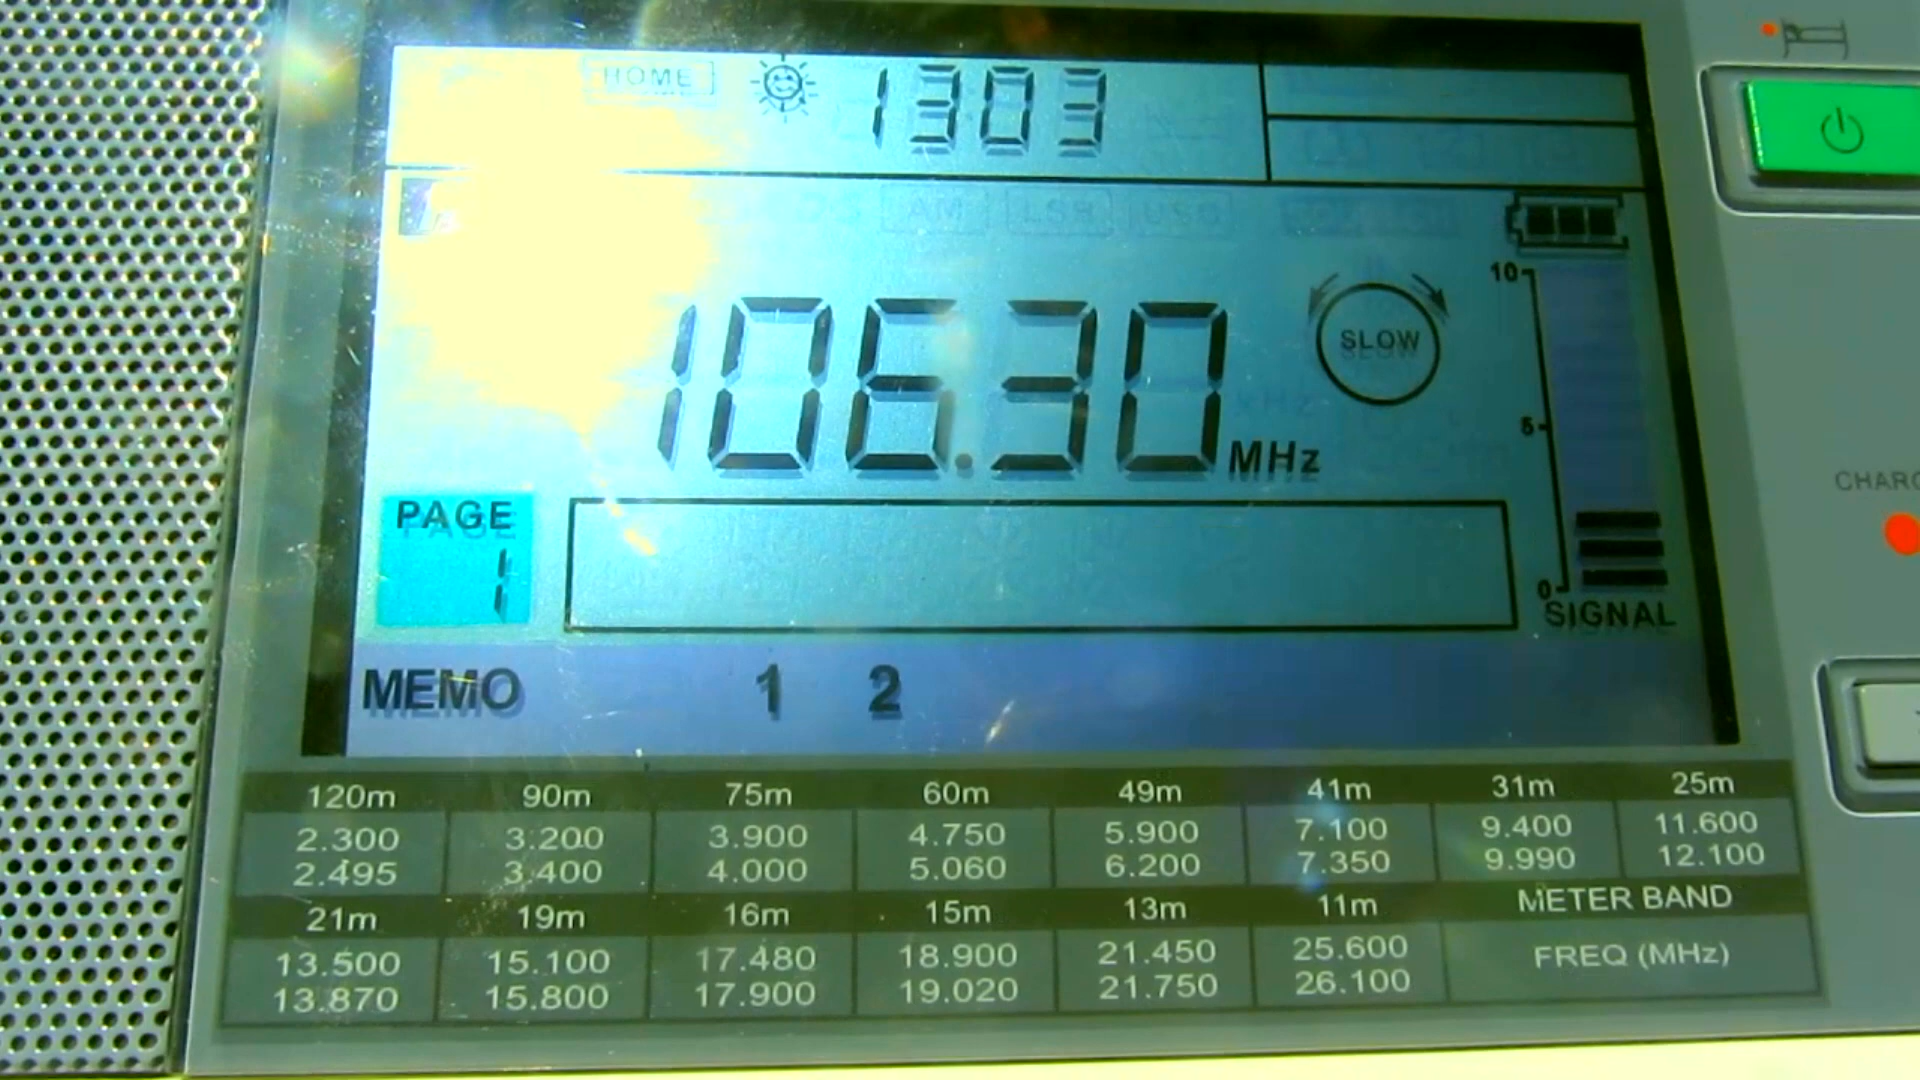 HOME 1303
AM LSB USB
106.30 MHz
SLOW
10
5
0
SIGNAL
PAGE
1
MEMO 1 2
CHARG
120m 90m 75m 60m 49m 41m 31m 25m
2.300 3.200 3.900 4.750 5.900 7.100 9.400 11.600
2.495 3.400 4.000 5.060 6.200 7.350 9.990 12.100
21m 19m 16m 15m 13m 11m METER BAND
13.500 15.100 17.480 18.900 21.450 25.600 FREQ (MHz)
13.870 15.800 17.900 19.020 21.750 26.100